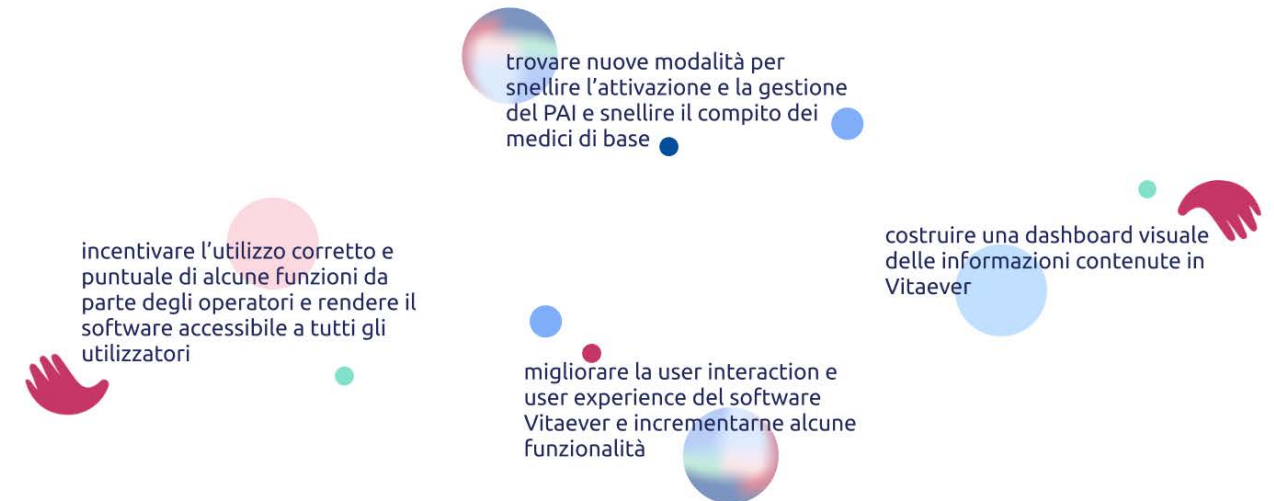 trovare nuove modalità per
snellire l’attivazione e la gestione
del PAI e snellire il compito dei
medici di base
incentivare l’utilizzo corretto e
puntuale di alcune funzioni da
parte degli operatori e rendere il
software accessibile a tutti gli
utilizzatori
costruire una dashboard visuale
delle informazioni contenute in
Vitaever
migliorare la user interaction e
user experience del software
Vitaever e incrementarne alcune
funzionalità